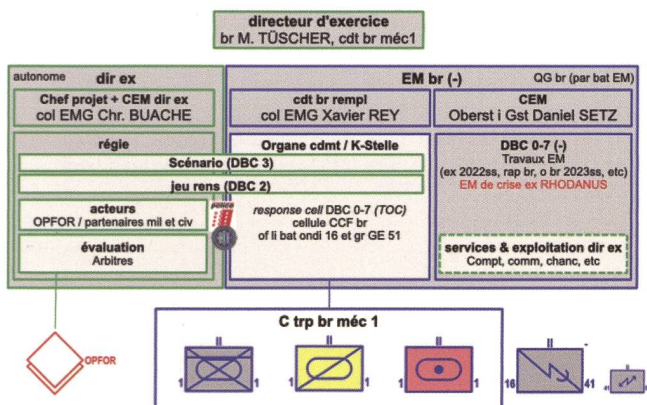 directeur d'exercice
br M. TÜSCHER, cdt br méc1
autonome
dir ex
Chef projet + CEM dir ex
col EMG Chr. BUACHE
régie
Scénario (DBC 3)
jeu rens (DBC 2)
acteurs
OPFOR / partenaires mil et civ
évaluation
Arbitres
police
EM br (-)
QG br (par bat EM)
cdt br rempl
col EMG Xavier REY
CEM
Oberst i Gst Daniel SETZ
Organe cdmt / K-Stelle
response cell DBC 0-7 (TOC)
cellule CCF br
of li bat ondi 16 et gr GE 51
DBC 0-7 (-)
Travaux EM
(ex 2022ss, rap br, o br 2023ss, etc)
EM de crise ex RHODANUS
services & exploitation dir ex
Compt, comm, chanc, etc
OPFOR
C trp br méc 1
II
1 1
II
1 1
II
1 1
II
16 41
II